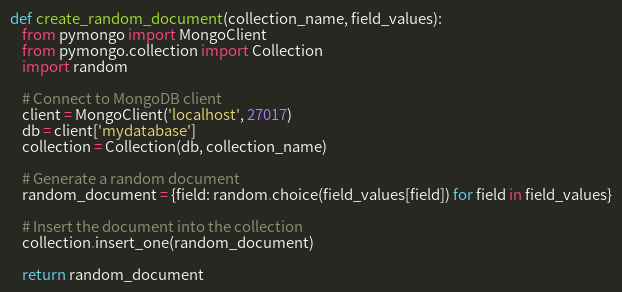 def create_random_document(collection_name, field_values):
    from pymongo import MongoClient
    from pymongo.collection import Collection
    import random

    # Connect to MongoDB client
    client = MongoClient('localhost', 27017)
    db = client['mydatabase']
    collection = Collection(db, collection_name)

    # Generate a random document
    random_document = {field: random.choice(field_values[field]) for field in field_values}

    # Insert the document into the collection
    collection.insert_one(random_document)

    return random_document